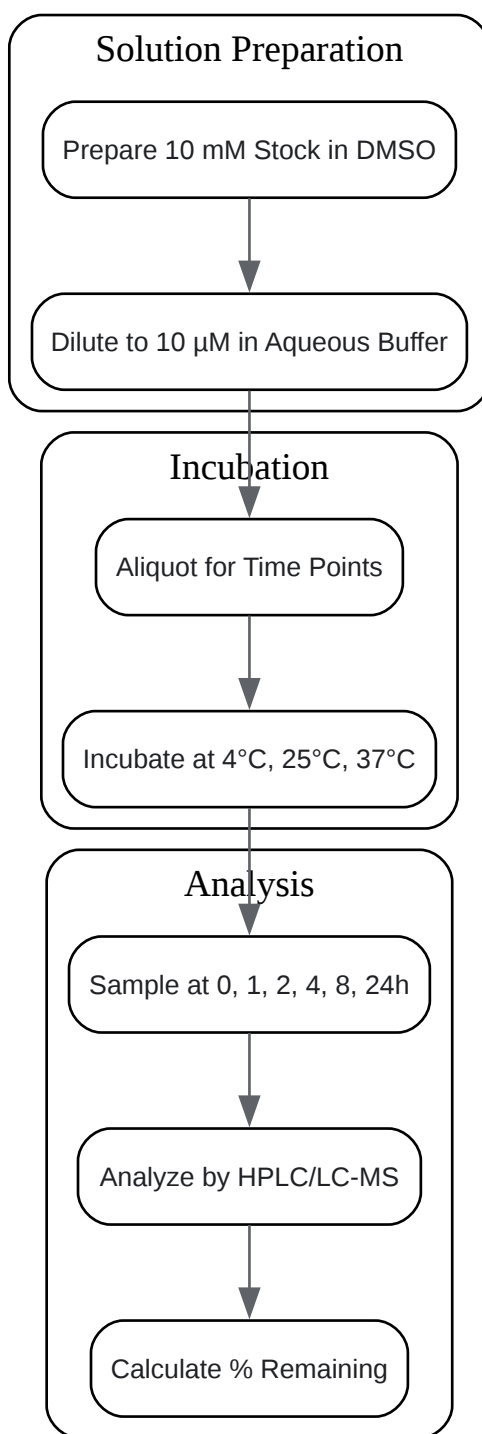 Solution Preparation
Prepare 10 mM Stock in DMSO
Dilute to 10 µM in Aqueous Buffer
Incubation
Aliquot for Time Points
Incubate at 4°C, 25°C, 37°C
Analysis
Sample at 0, 1, 2, 4, 8, 24h
Analyze by HPLC/LC-MS
Calculate % Remaining